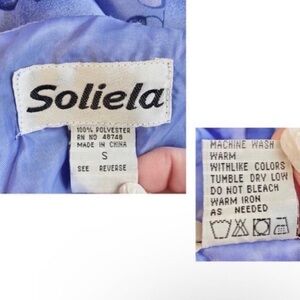 Soliela
100% POLYESTER
RN NO 48748
MADE IN CHINA
S
SEE REVERSE
MACHINE WASH
WARM
WITHLIKE COLORS
TUMBLE DRY LOW
DO NOT BLEACH
WARM IRON
AS NEEDED